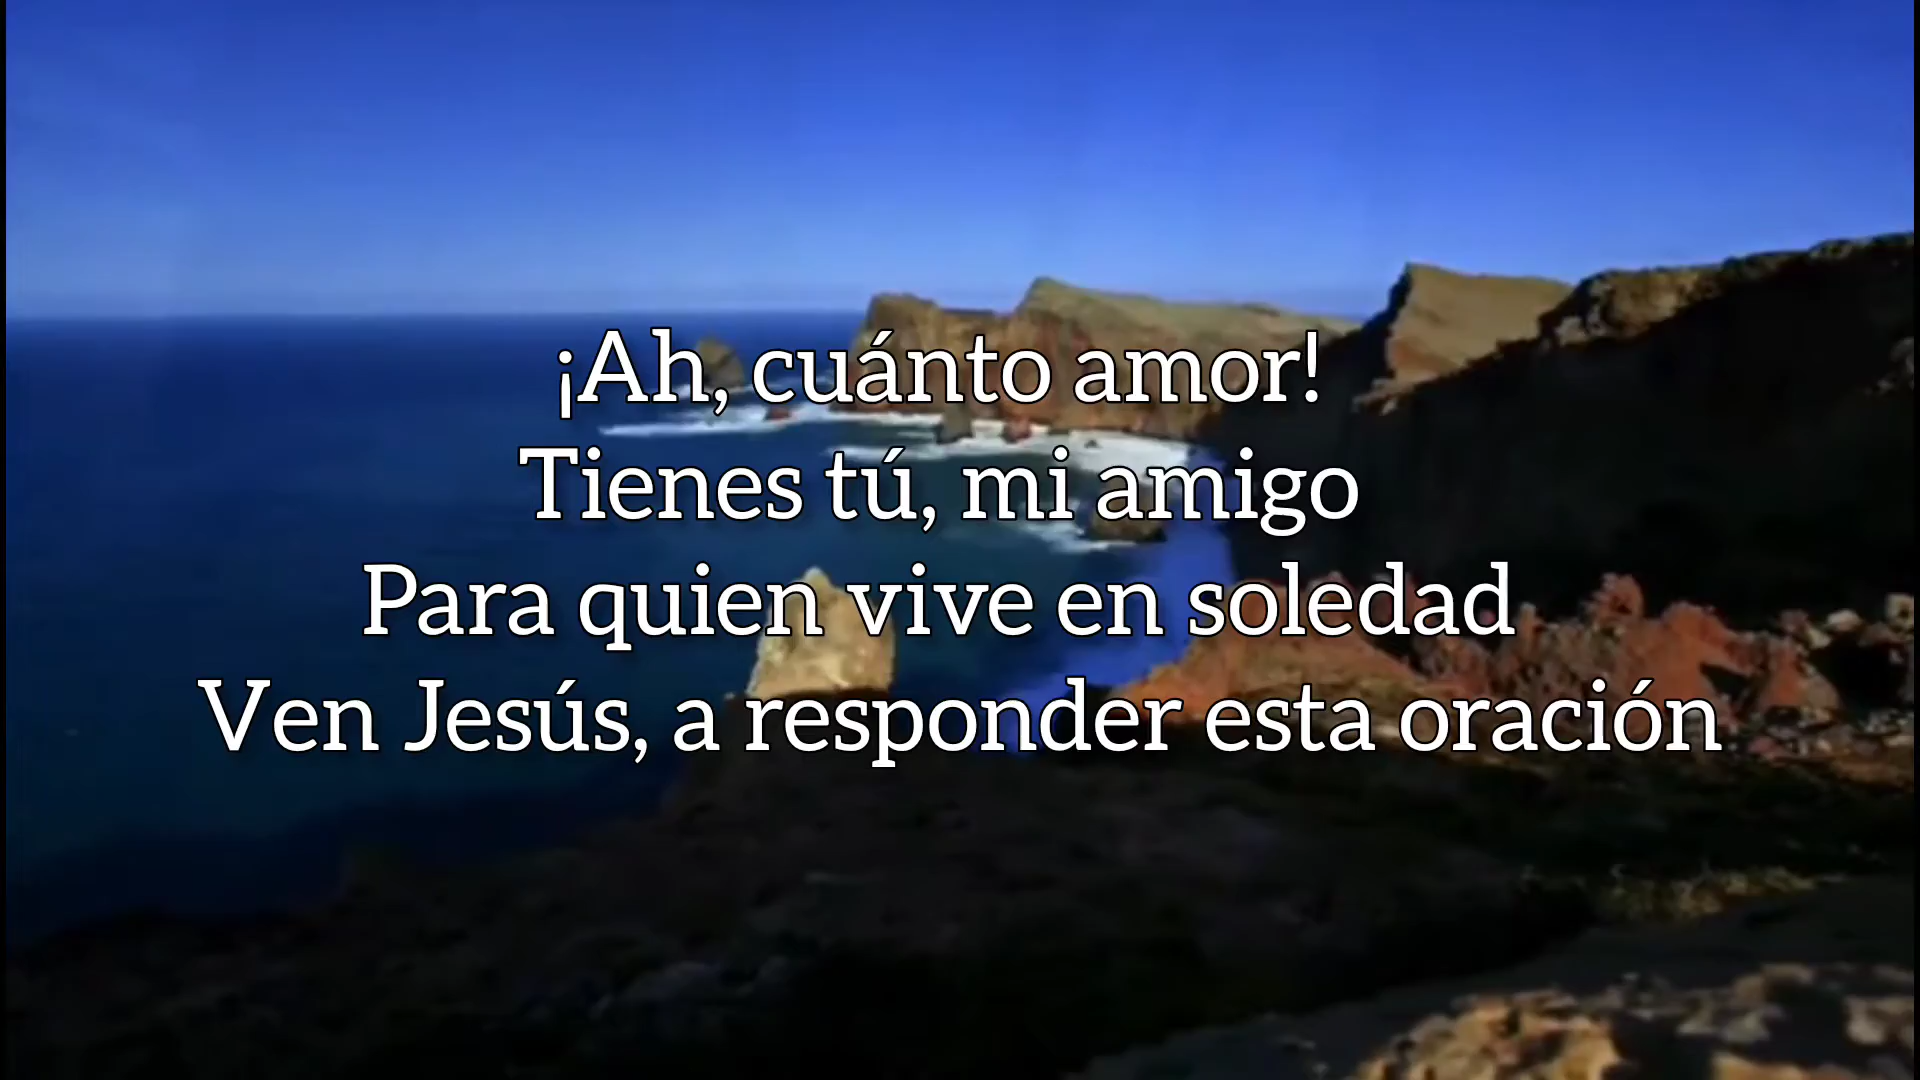 ¡Ah, cuánto amor!
Tienes tú, mi amigo
Para quien vive en soledad
Ven Jesús, a responder esta oración